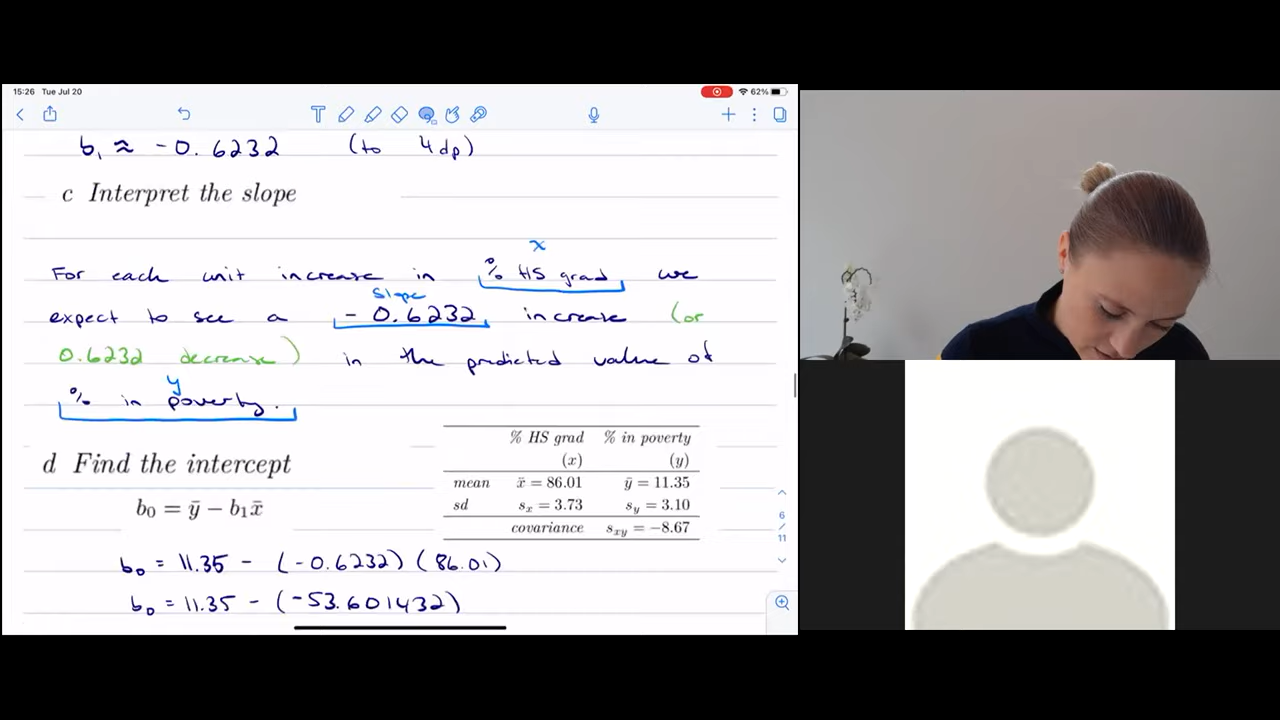 15:26 Tue Jul 20
62%
T
b₁ ≈ -0.6232 (to 4dp)
c Interpret the slope
x
For each unit increase in % HS grad we
slope
expect to see a -0.6232 increase (or
0.6232 decrease) in the predicted value of
y
% in poverty.
d Find the intercept
b₀ = ȳ − b₁x̄
% HS grad % in poverty
(x) (y)
mean x̄ = 86.01 ȳ = 11.35
sd sₓ = 3.73 s_y = 3.10
covariance s_xy = −8.67
b₀ = 11.35 - (-0.6232)(86.01)
b₀ = 11.35 - (-53.601432)
6
/
11